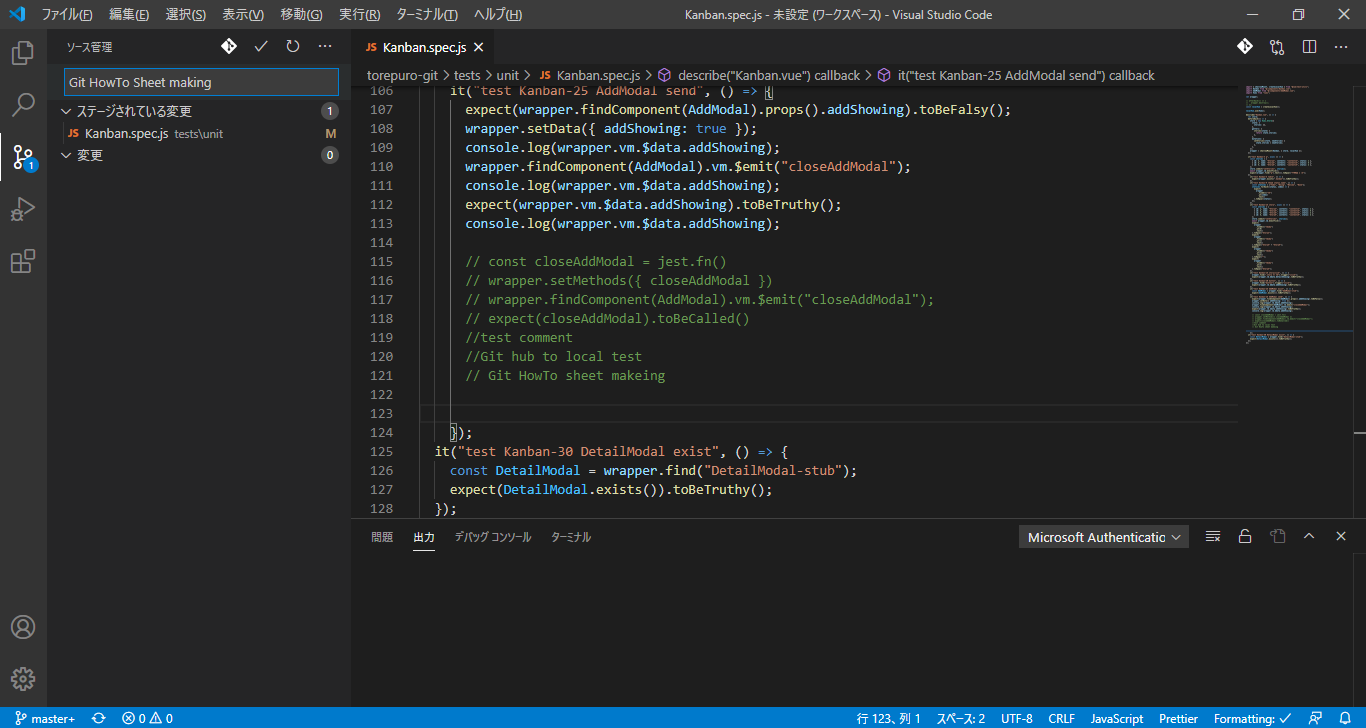 ファイル(F) 編集(E) 選択(S) 表示(V) 移動(G) 実行(R) ターミナル(T) ヘルプ(H) Kanban.spec.js - 未設定 (ワークスペース) - Visual Studio Code
ソース管理
Git HowTo Sheet making
ステージされている変更 1
JS Kanban.spec.js tests\unit M
変更 0
1
JS Kanban.spec.js
torepuro-git > tests > unit > JS Kanban.spec.js > describe("Kanban.vue") callback > it("test Kanban-25 AddModal send") callback
106 it("test Kanban-25 AddModal send", () => {
107 expect(wrapper.findComponent(AddModal).props().addShowing).toBeFalsy();
108 wrapper.setData({ addShowing: true });
109 console.log(wrapper.vm.$data.addShowing);
110 wrapper.findComponent(AddModal).vm.$emit("closeAddModal");
111 console.log(wrapper.vm.$data.addShowing);
112 expect(wrapper.vm.$data.addShowing).toBeTruthy();
113 console.log(wrapper.vm.$data.addShowing);
114
115 // const closeAddModal = jest.fn()
116 // wrapper.setMethods({ closeAddModal })
117 // wrapper.findComponent(AddModal).vm.$emit("closeAddModal");
118 // expect(closeAddModal).toBeCalled()
119 //test comment
120 //Git hub to local test
121 // Git HowTo sheet makeing
122
123
124 });
125 it("test Kanban-30 DetailModal exist", () => {
126 const DetailModal = wrapper.find("DetailModal-stub");
127 expect(DetailModal.exists()).toBeTruthy();
128 });
問題 出力 デバッグ コンソール ターミナル Microsoft Authenticatio
master+ 0 0 行 123、列 1 スペース: 2 UTF-8 CRLF JavaScript Prettier Formatting: ✓